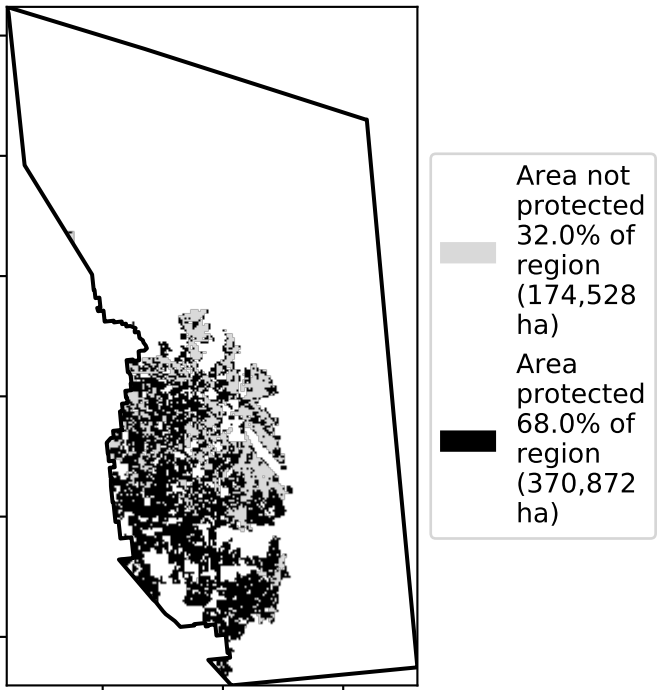 Area not
protected
32.0% of
region
(174,528
ha)
Area
protected
68.0% of
region
(370,872
ha)